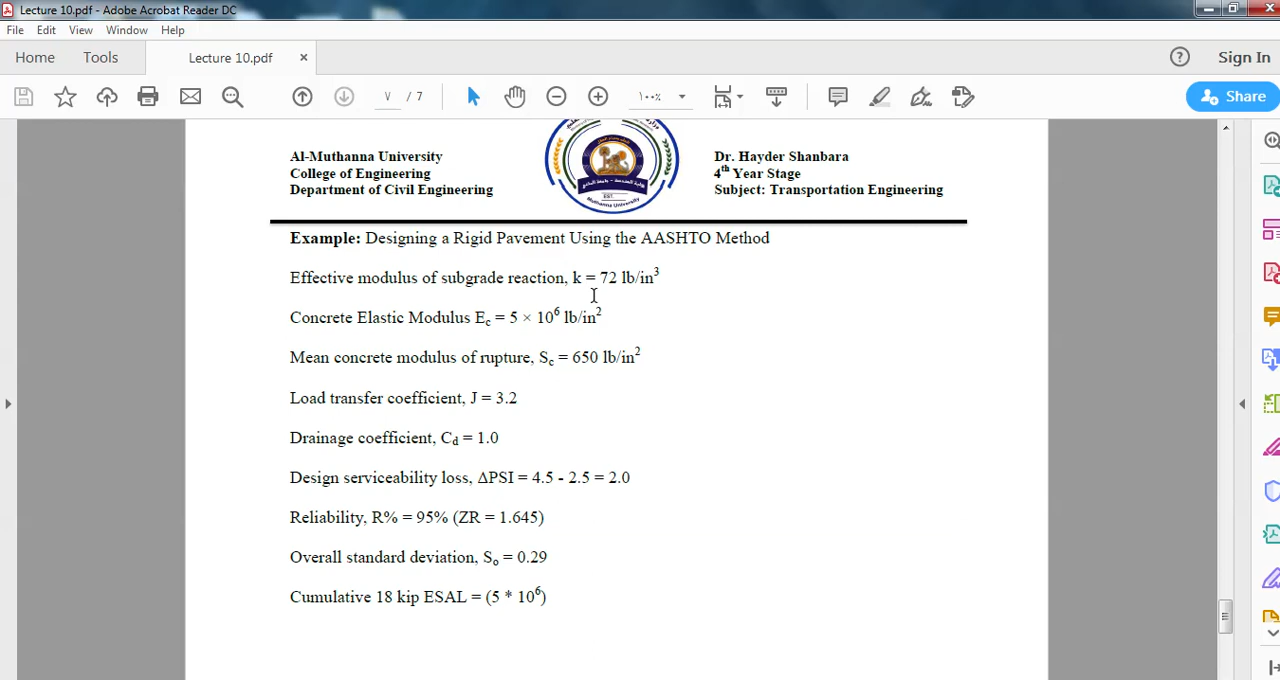 Lecture 10.pdf - Adobe Acrobat Reader DC
File Edit View Window Help
Home Tools Lecture 10.pdf × Sign In
٧ / 7 ١٠٠% Share
Al-Muthanna University
College of Engineering
Department of Civil Engineering
Muthanna University
Dr. Hayder Shanbara
4th Year Stage
Subject: Transportation Engineering
Example: Designing a Rigid Pavement Using the AASHTO Method
Effective modulus of subgrade reaction, k = 72 lb/in³
Concrete Elastic Modulus Ec = 5 × 10⁶ lb/in²
Mean concrete modulus of rupture, Sc = 650 lb/in²
Load transfer coefficient, J = 3.2
Drainage coefficient, Cd = 1.0
Design serviceability loss, ΔPSI = 4.5 - 2.5 = 2.0
Reliability, R% = 95% (ZR = 1.645)
Overall standard deviation, So = 0.29
Cumulative 18 kip ESAL = (5 * 10⁶)